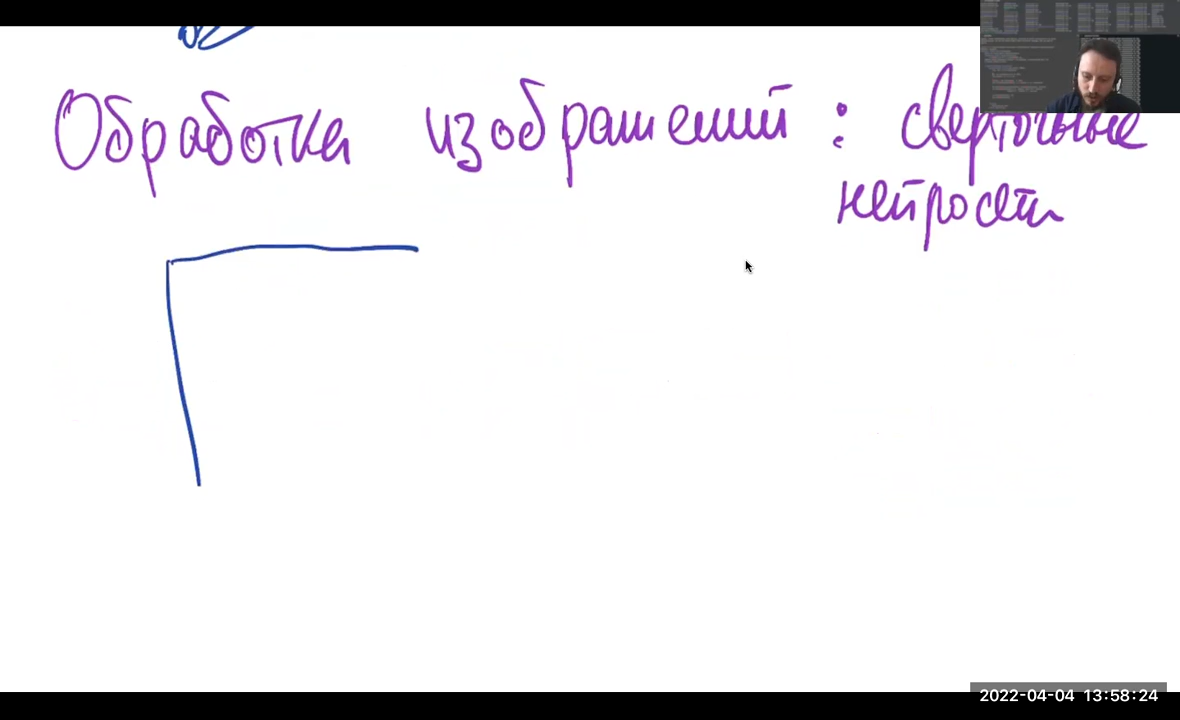 Обработка изображений : сверточные
нейросети
2022-04-04 13:58:24